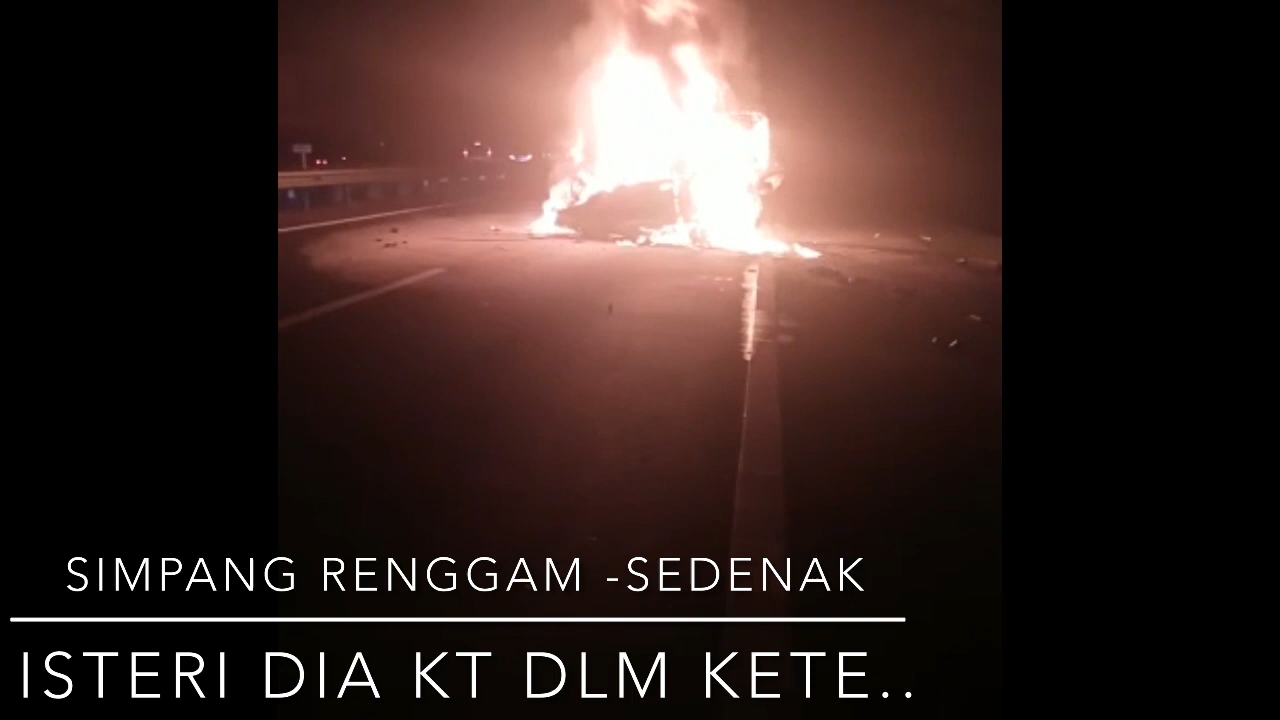 SIMPANG RENGGAM -SEDENAK
ISTERI DIA KT DLM KETE..